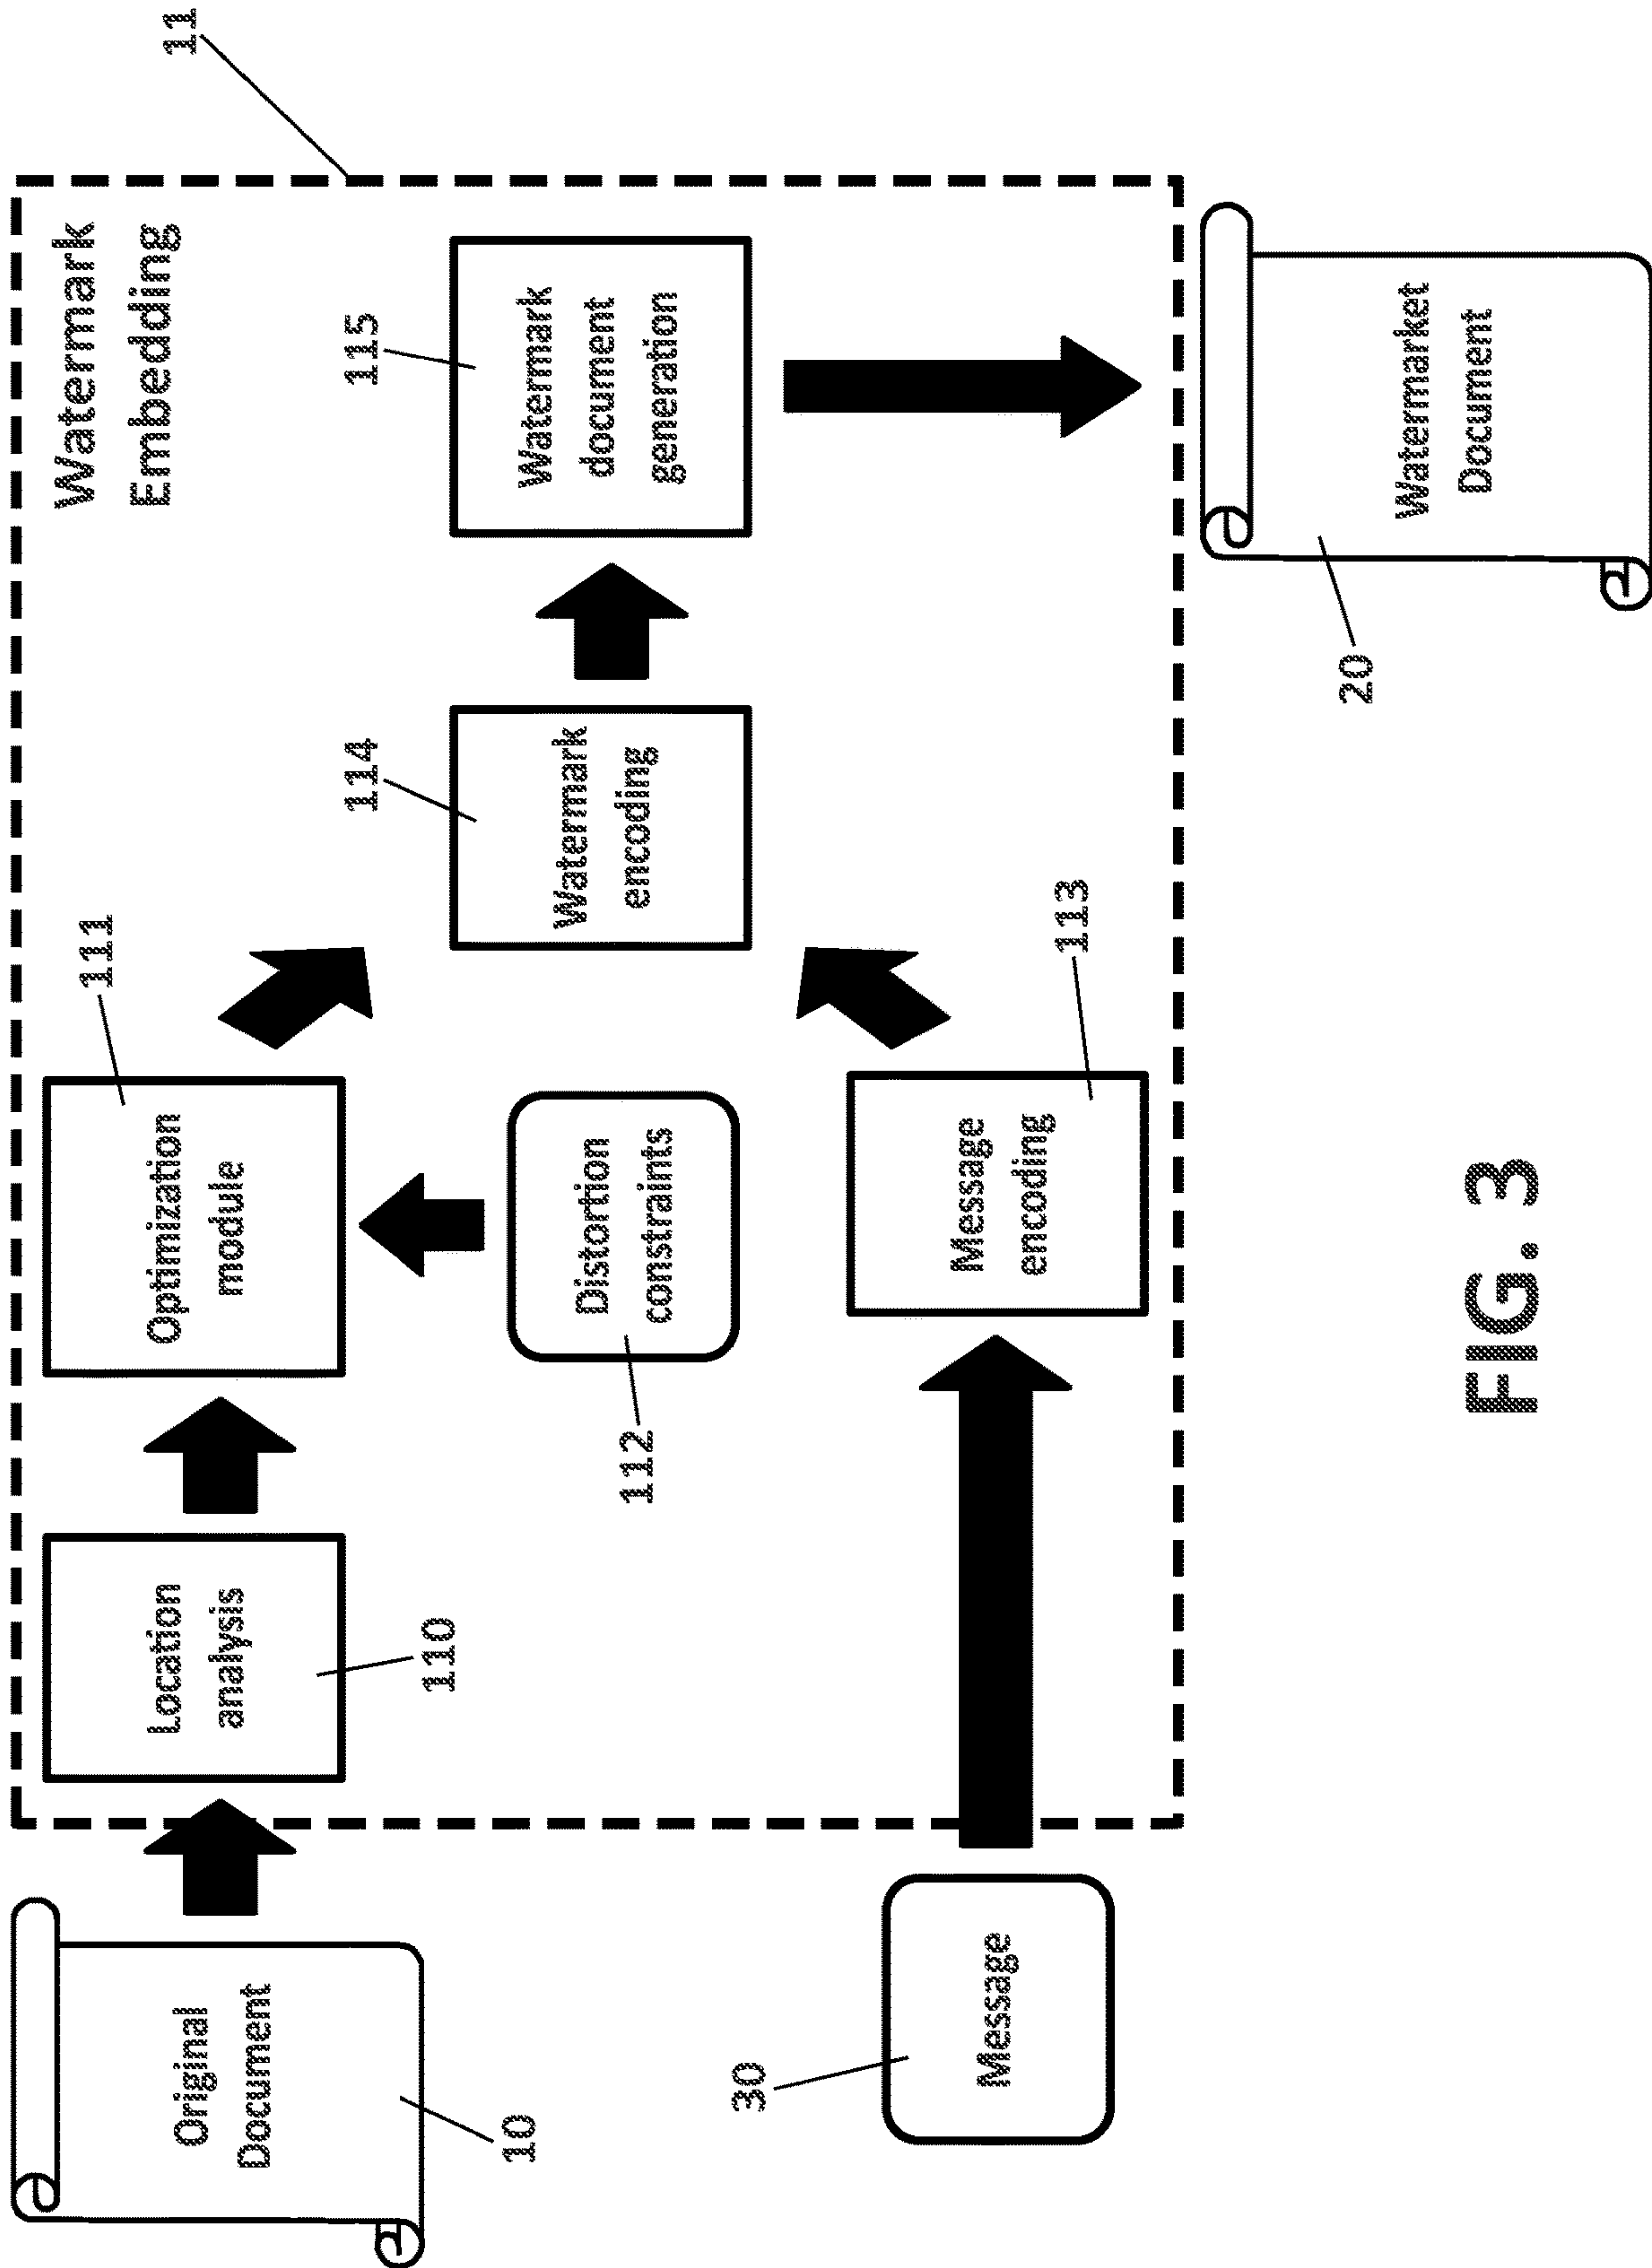 11
Watermark
Embedding
Original
Document
10
Location
analysis
110
Optimization
module
111
Distortion
constraints
112
Message
30
Message
encoding
113
Watermark
encoding
114
Watermark
document
generation
115
Watermarket
Document
20
FIG. 3